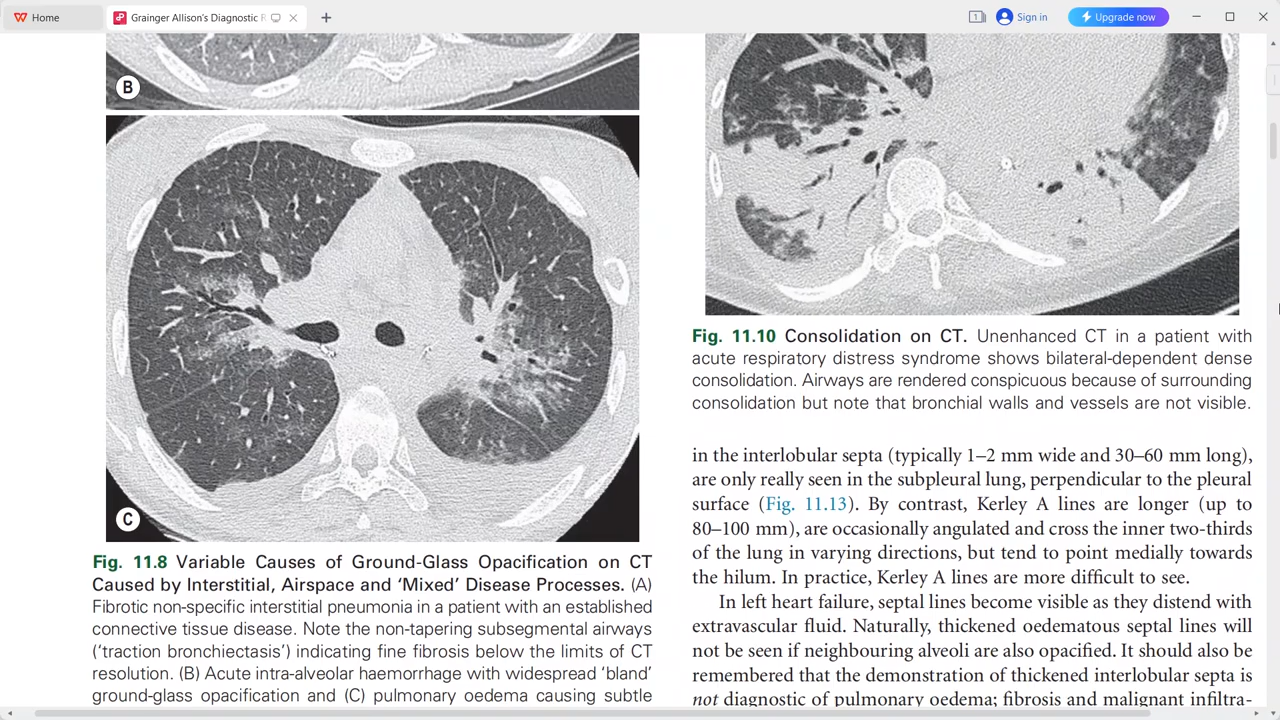 Home
Grainger Allison's Diagnostic R
Sign in
Upgrade now
B
C
Fig. 11.8 Variable Causes of Ground-Glass Opacification on CT
Caused by Interstitial, Airspace and ‘Mixed’ Disease Processes. (A)
Fibrotic non-specific interstitial pneumonia in a patient with an established
connective tissue disease. Note the non-tapering subsegmental airways
(‘traction bronchiectasis’) indicating fine fibrosis below the limits of CT
resolution. (B) Acute intra-alveolar haemorrhage with widespread ‘bland’
ground-glass opacification and (C) pulmonary oedema causing subtle
Fig. 11.10 Consolidation on CT. Unenhanced CT in a patient with
acute respiratory distress syndrome shows bilateral-dependent dense
consolidation. Airways are rendered conspicuous because of surrounding
consolidation but note that bronchial walls and vessels are not visible.
in the interlobular septa (typically 1–2 mm wide and 30–60 mm long),
are only really seen in the subpleural lung, perpendicular to the pleural
surface (Fig. 11.13). By contrast, Kerley A lines are longer (up to
80–100 mm), are occasionally angulated and cross the inner two-thirds
of the lung in varying directions, but tend to point medially towards
the hilum. In practice, Kerley A lines are more difficult to see.
In left heart failure, septal lines become visible as they distend with
extravascular fluid. Naturally, thickened oedematous septal lines will
not be seen if neighbouring alveoli are also opacified. It should also be
remembered that the demonstration of thickened interlobular septa is
not diagnostic of pulmonary oedema; fibrosis and malignant infiltra-